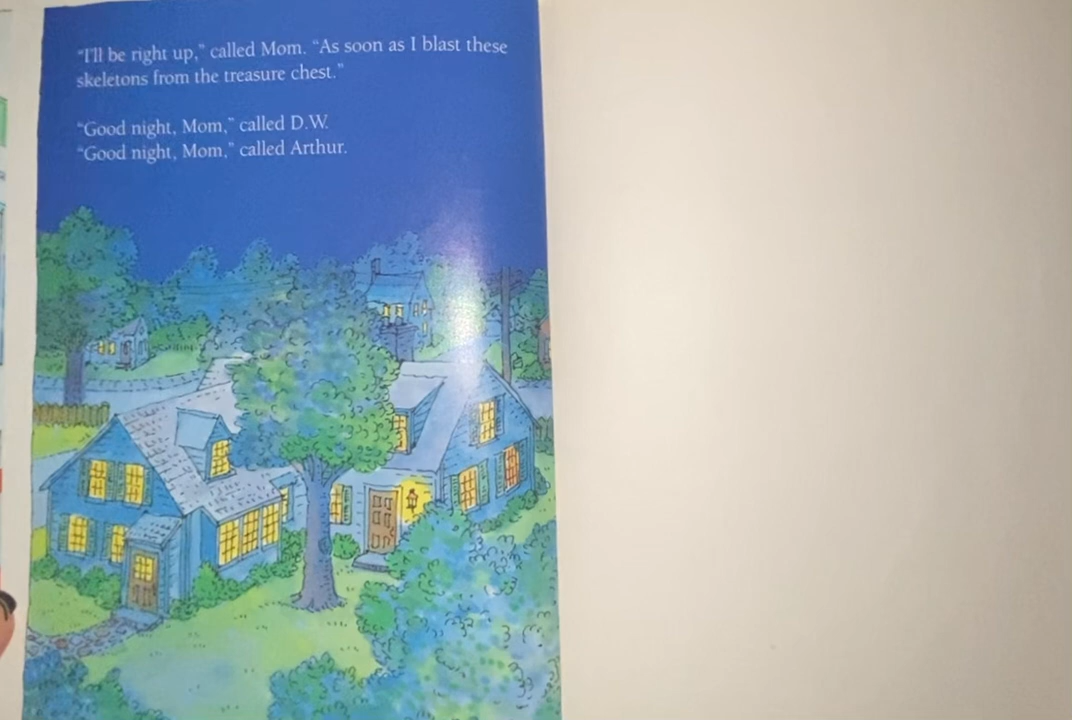 “I'll be right up,” called Mom. “As soon as I blast these
skeletons from the treasure chest.”
“Good night, Mom,” called D.W.
“Good night, Mom,” called Arthur.